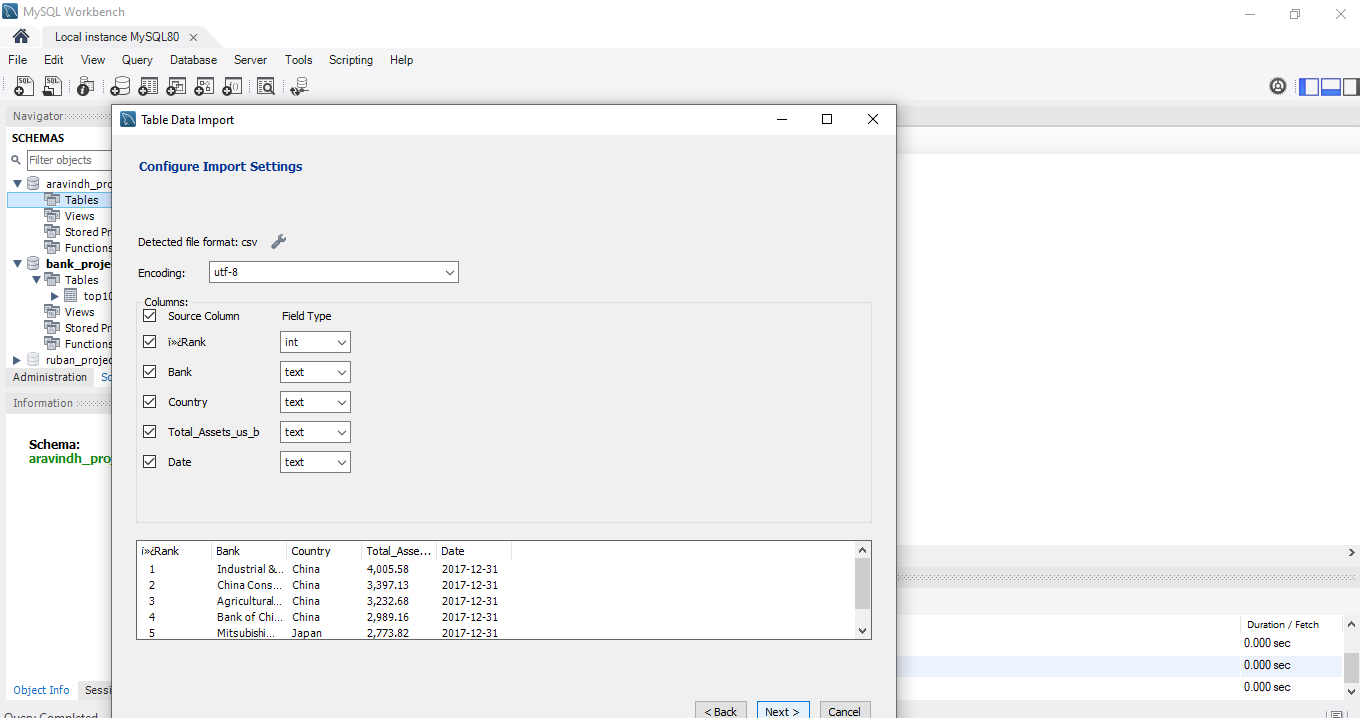 MySQL Workbench
Local instance MySQL80
File Edit View Query Database Server Tools Scripting Help
Navigator
SCHEMAS
Filter objects
aravindh_pro
Tables
Views
Stored Pr
Functions
bank_proje
Tables
top10
Views
Stored Pr
Functions
ruban_projec
Administration Sc
Information
Schema:
aravindh_pro
Object Info Sessi
Query Completed
Table Data Import
Configure Import Settings
Detected file format: csv
Encoding: utf-8
Columns:
Source Column Field Type
ï»¿Rank int
Bank text
Country text
Total_Assets_us_b text
Date text
ï»¿Rank Bank Country Total_Asse... Date
1 Industrial &... China 4,005.58 2017-12-31
2 China Cons... China 3,397.13 2017-12-31
3 Agricultural... China 3,232.68 2017-12-31
4 Bank of Chi... China 2,989.16 2017-12-31
5 Mitsubishi... Japan 2,773.82 2017-12-31
< Back Next > Cancel
Duration / Fetch
0.000 sec
0.000 sec
0.000 sec